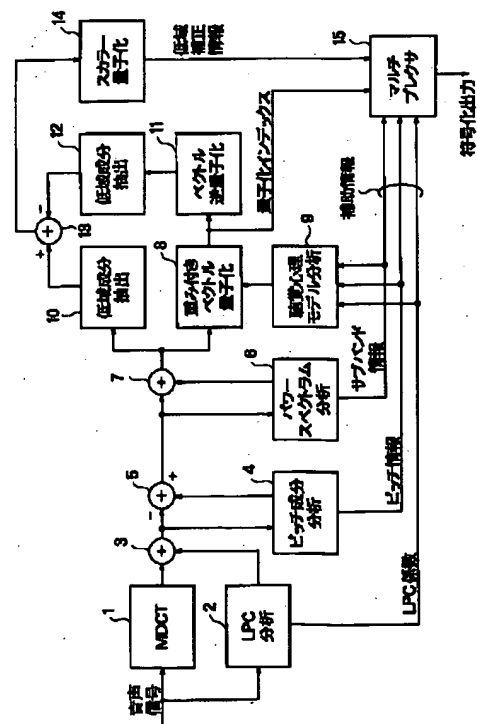 音声
信号
1
MDCT
2
LPC
分析
3
5
ピッチ成分
分析
4
7
パワー
スペクトラム
分析
6
低域成分
抽出
10
重み付き
ベクトル
量子化
8
聴覚心理
モデル分析
9
13
低域成分
抽出
12
ベクトル
逆量子化
11
スカラー
量子化
14
低域
補正
情報
量子化インデックス
補助情報
サブバンド
情報
ピッチ情報
LPC係数
マルチ
プレクサ
15
符号化出力
+
+
+
+
-
+
+
+
-